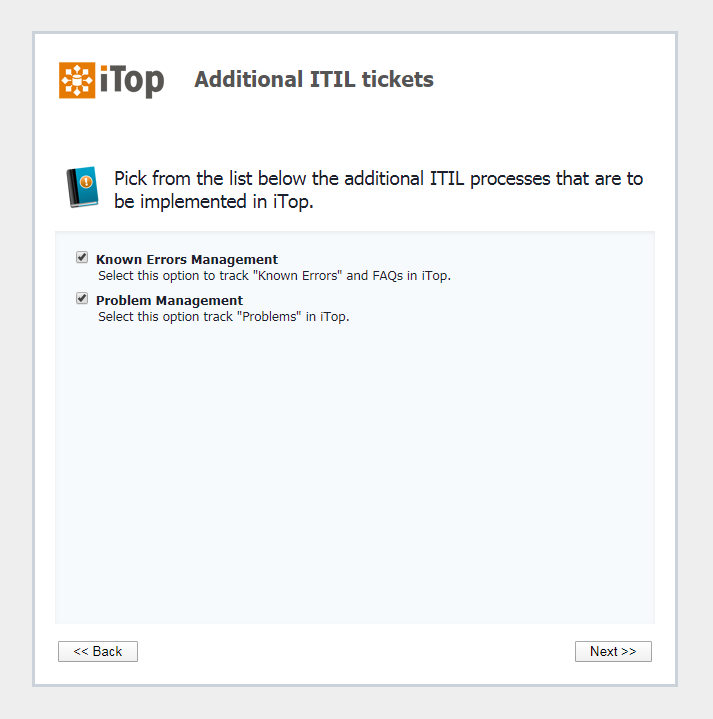 iTop
Additional ITIL tickets
Pick from the list below the additional ITIL processes that are to
be implemented in iTop.
Known Errors Management
Select this option to track "Known Errors" and FAQs in iTop.
Problem Management
Select this option track "Problems" in iTop.
<< Back
Next >>